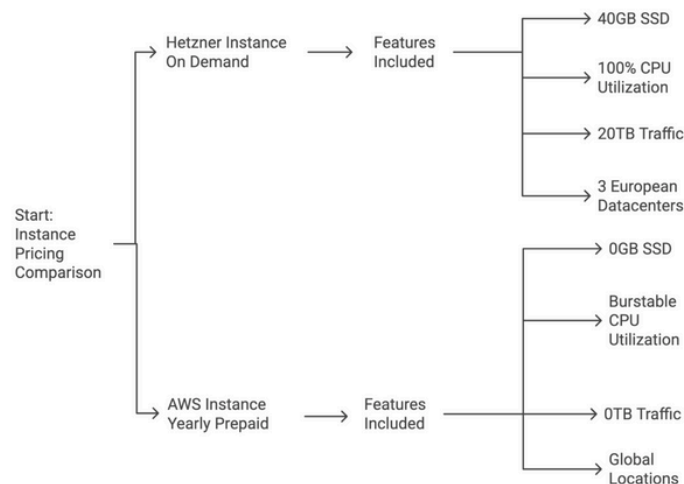 Start:
Instance
Pricing
Comparison
Hetzner Instance
On Demand
Features
Included
40GB SSD
100% CPU
Utilization
20TB Traffic
3 European
Datacenters
AWS Instance
Yearly Prepaid
Features
Included
0GB SSD
Burstable
CPU
Utilization
0TB Traffic
Global
Locations